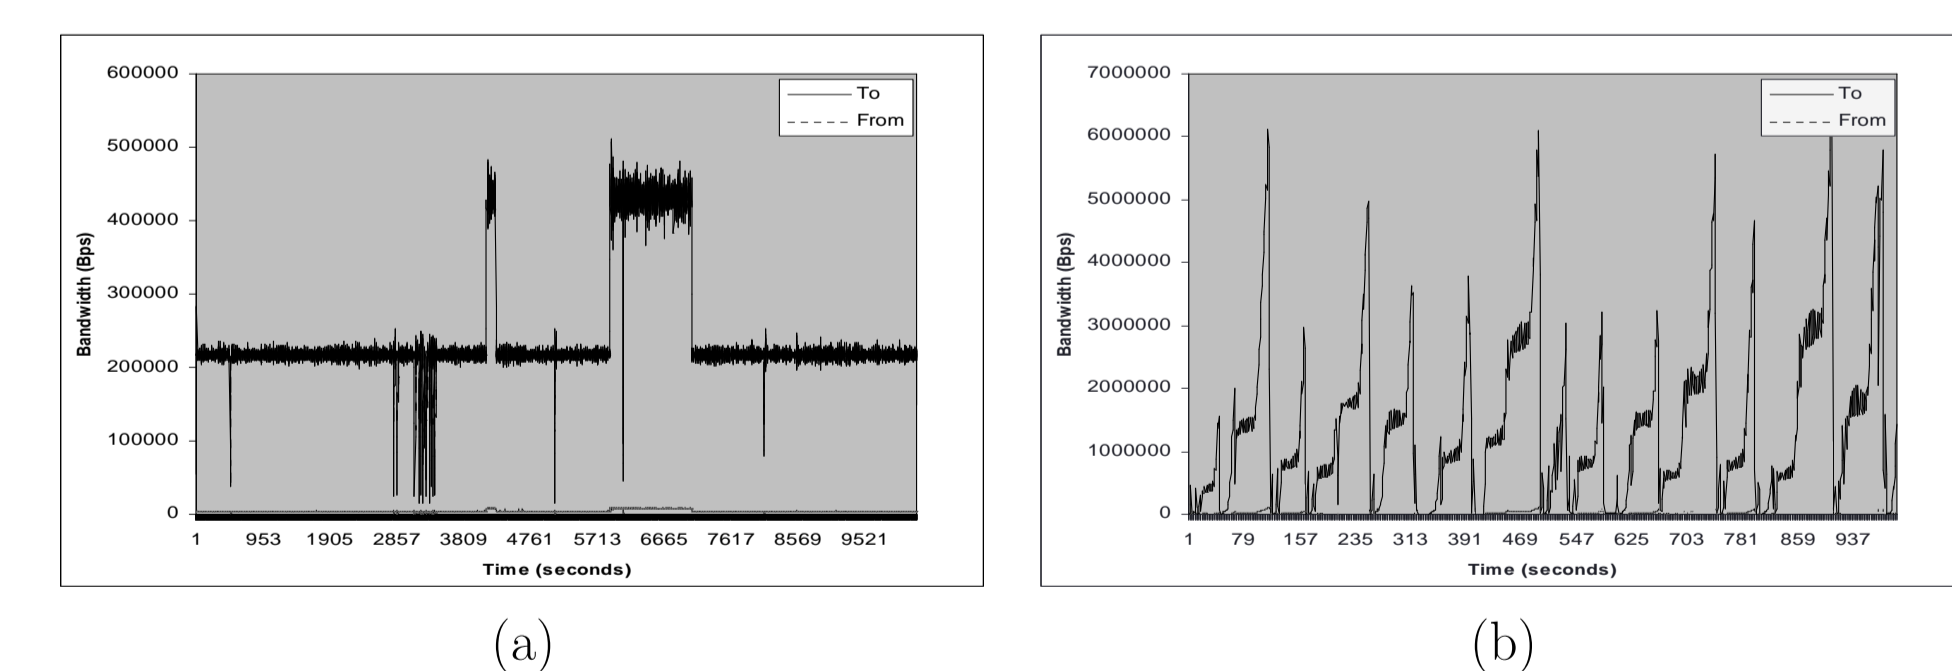 600000
500000
400000
300000
200000
100000
0
Bandwidth (Bps)
To
From
1 953 1905 2857 3809 4761 5713 6665 7617 8569 9521
Time (seconds)
(a)
7000000
6000000
5000000
4000000
3000000
2000000
1000000
0
Bandwidth (Bps)
To
From
1 79 157 235 313 391 469 547 625 703 781 859 937
Time (seconds)
(b)